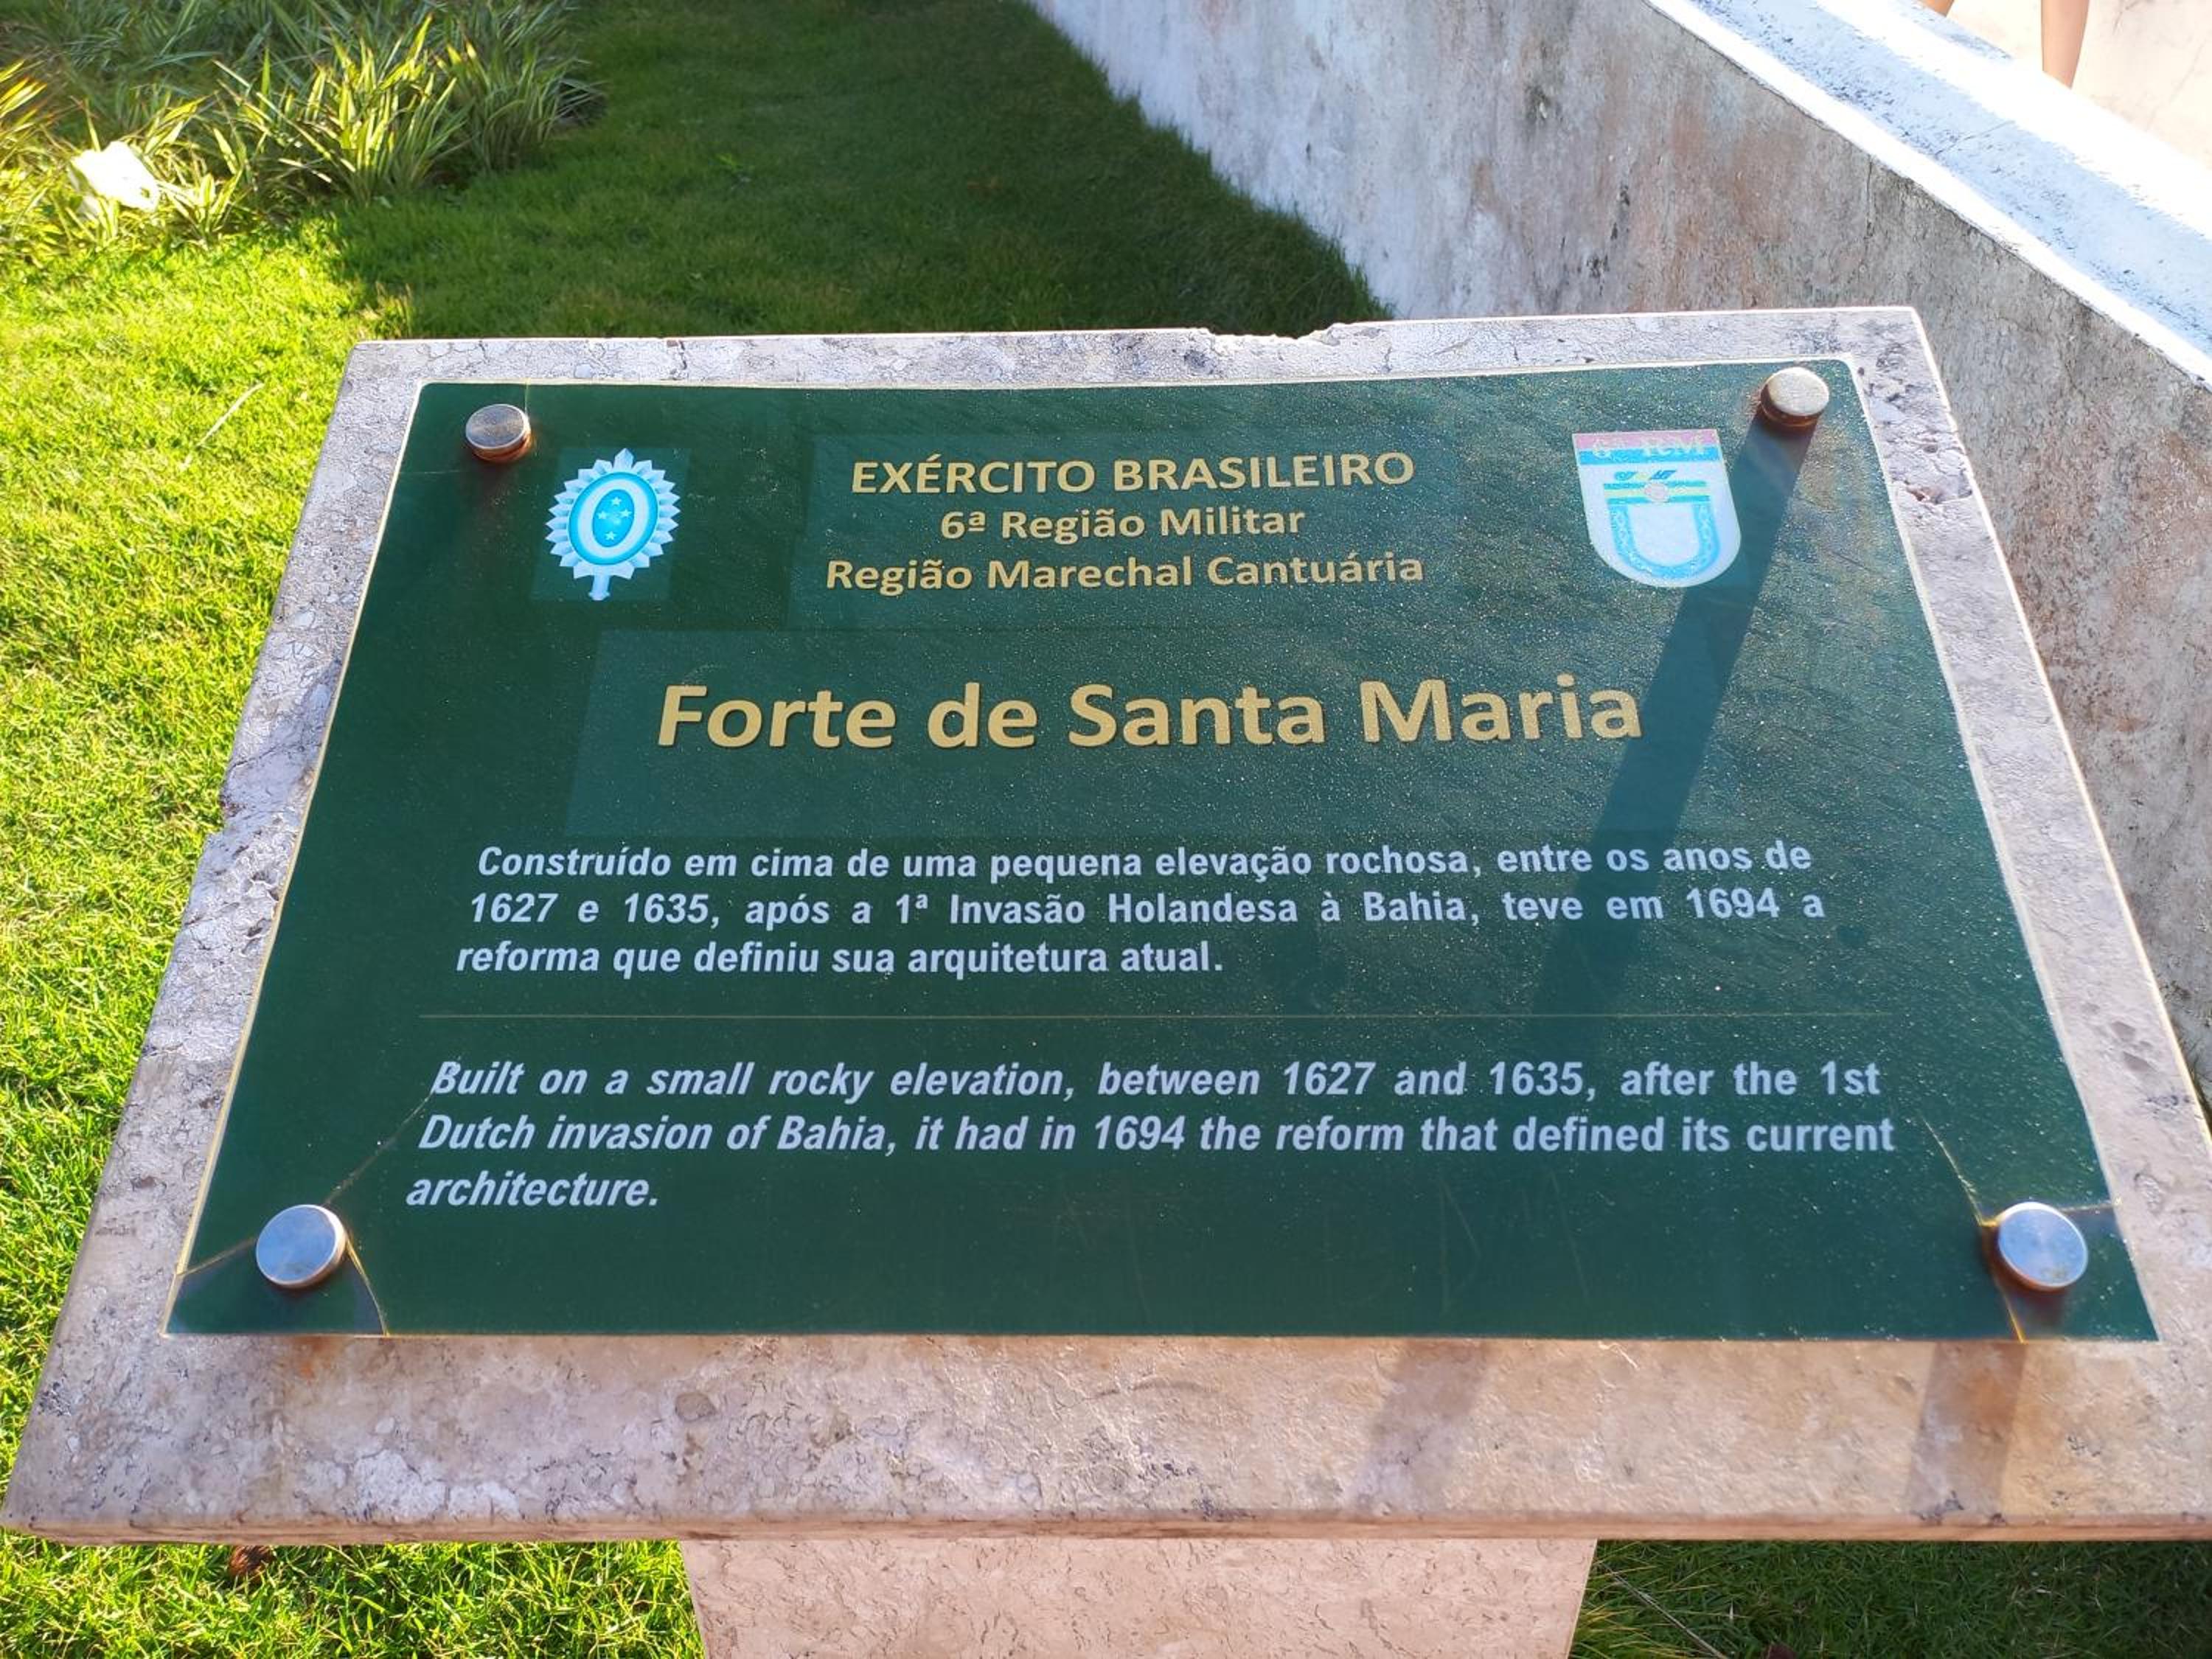 EXÉRCITO BRASILEIRO
6ª RM
6ª Região Militar
Região Marechal Cantuária
Forte de Santa Maria
Construído em cima de uma pequena elevação rochosa, entre os anos de
1627 e 1635, após a 1ª Invasão Holandesa à Bahia, teve em 1694 a
reforma que definiu sua arquitetura atual.
Built on a small rocky elevation, between 1627 and 1635, after the 1st
Dutch invasion of Bahia, it had in 1694 the reform that defined its current
architecture.